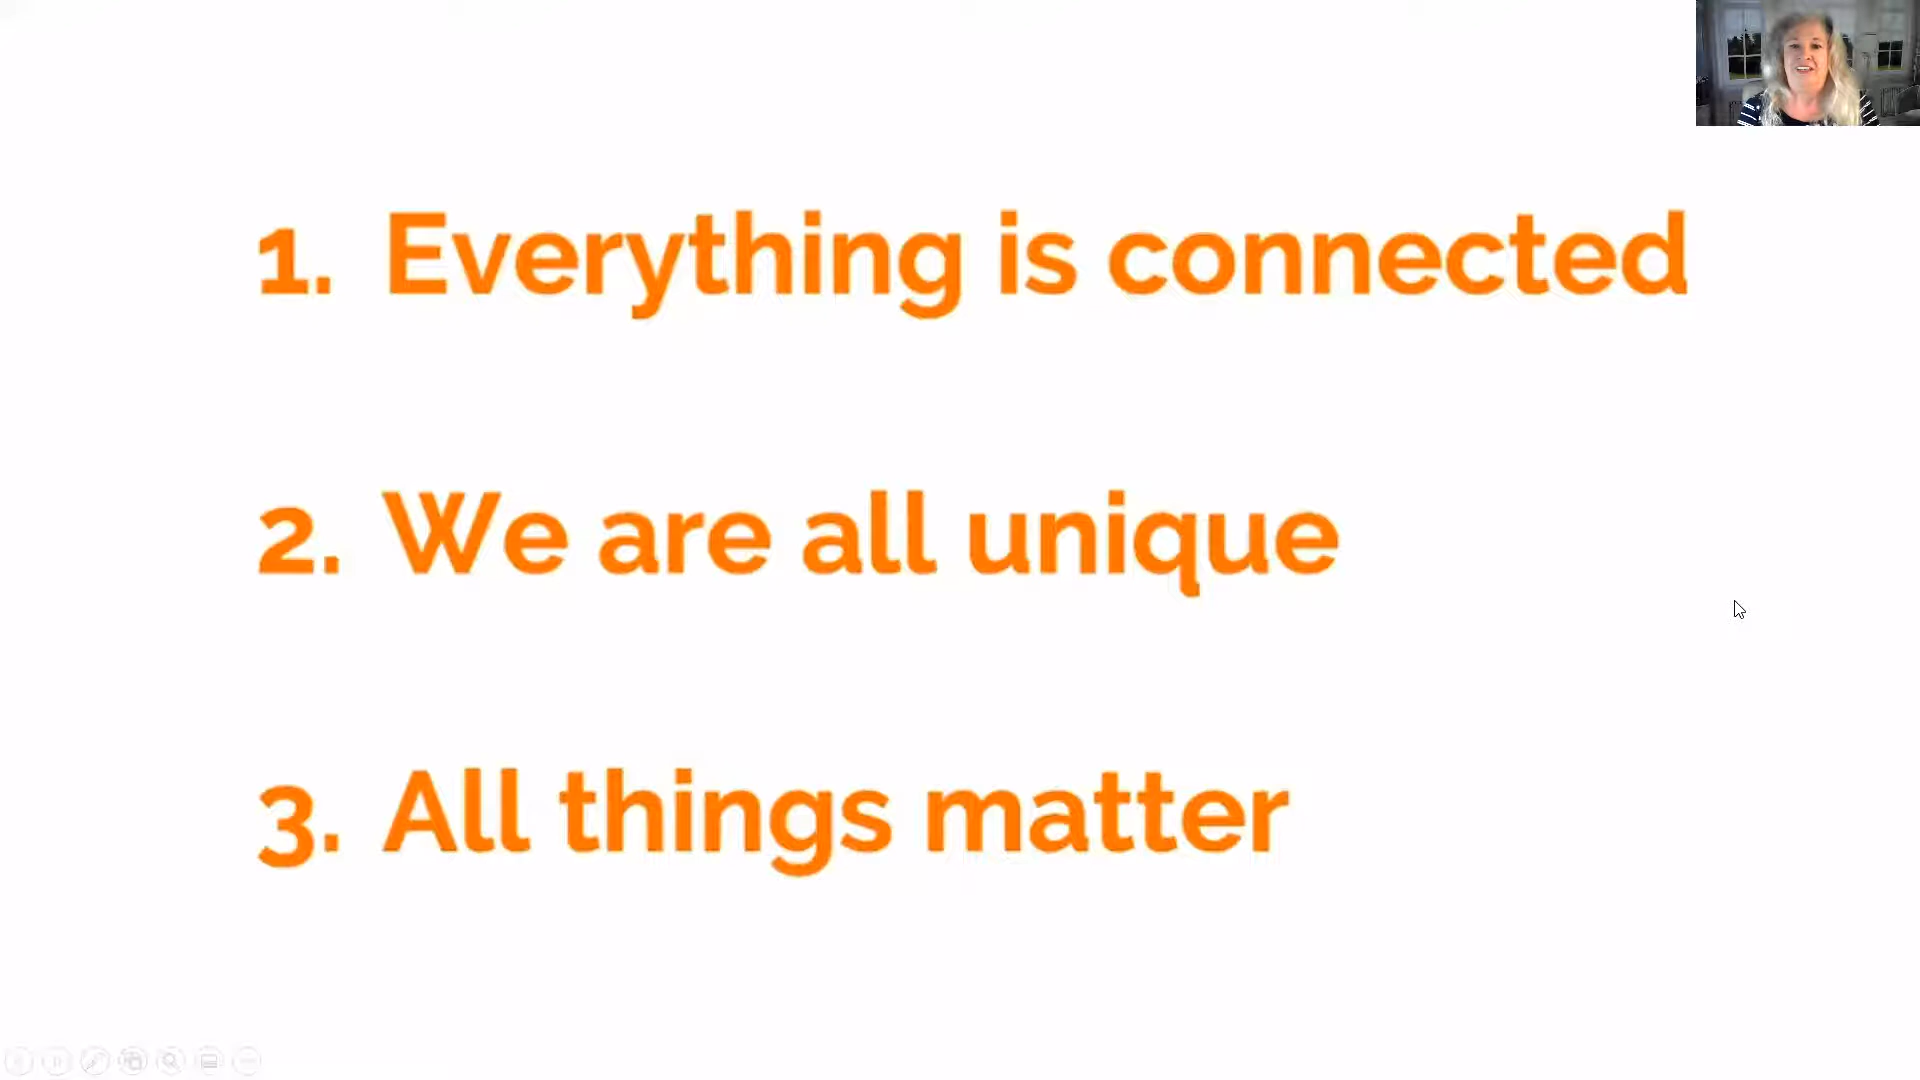 1. Everything is connected
2. We are all unique
3. All things matter